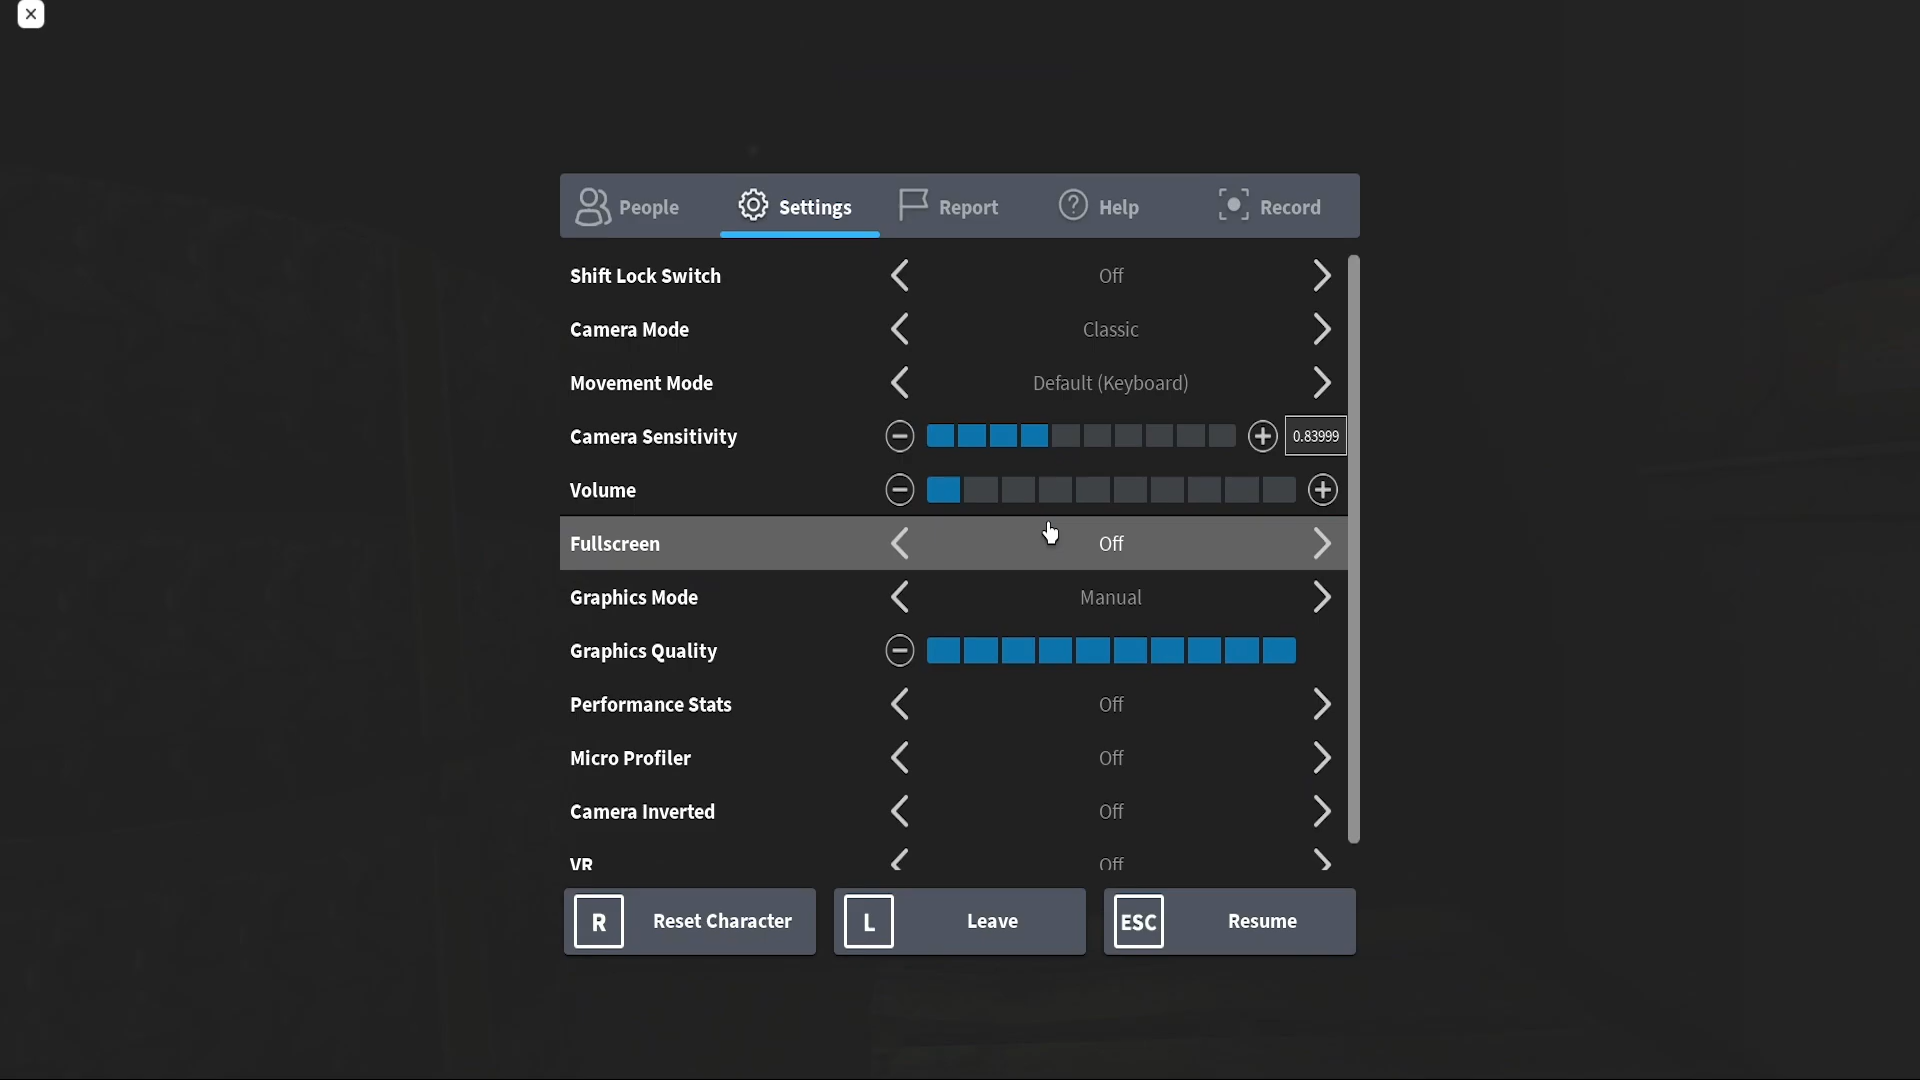 People Settings Report Help Record
Shift Lock Switch Off
Camera Mode Classic
Movement Mode Default (Keyboard)
Camera Sensitivity 0.83999
Volume
Fullscreen Off
Graphics Mode Manual
Graphics Quality
Performance Stats Off
Micro Profiler Off
Camera Inverted Off
VR Off
R Reset Character L Leave ESC Resume